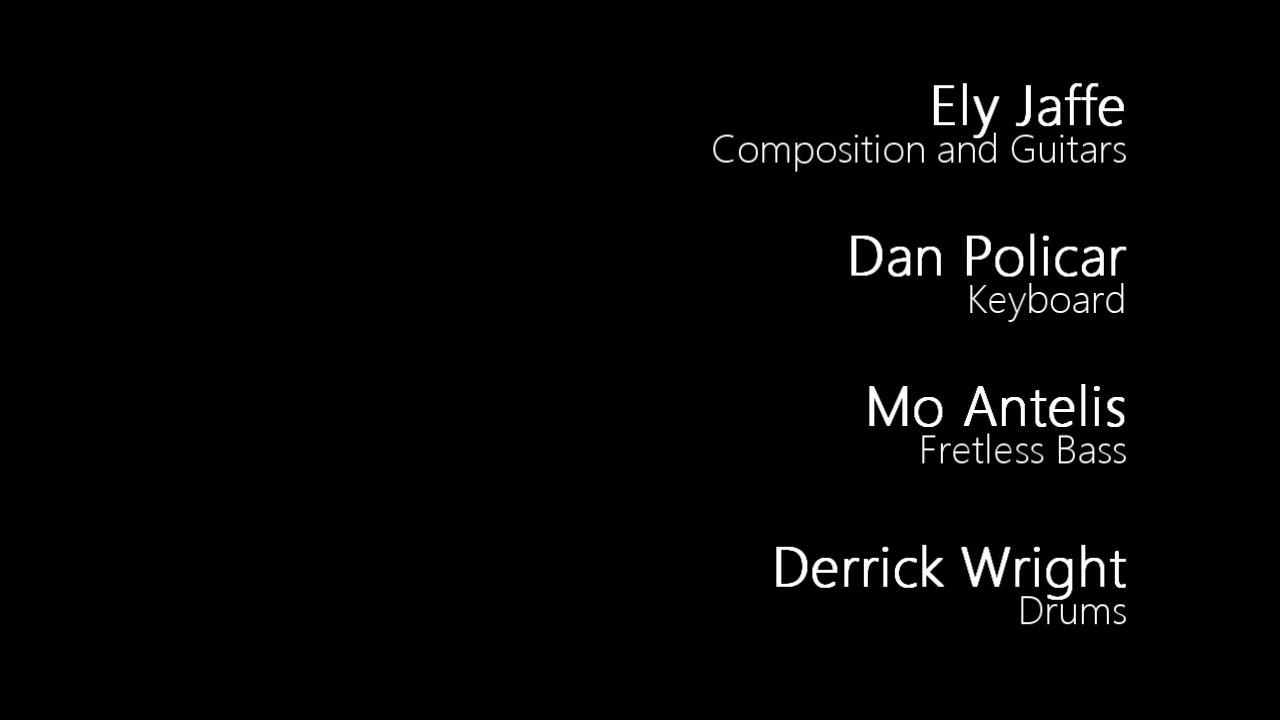 Ely Jaffe
Composition and Guitars
Dan Policar
Keyboard
Mo Antelis
Fretless Bass
Derrick Wright
Drums